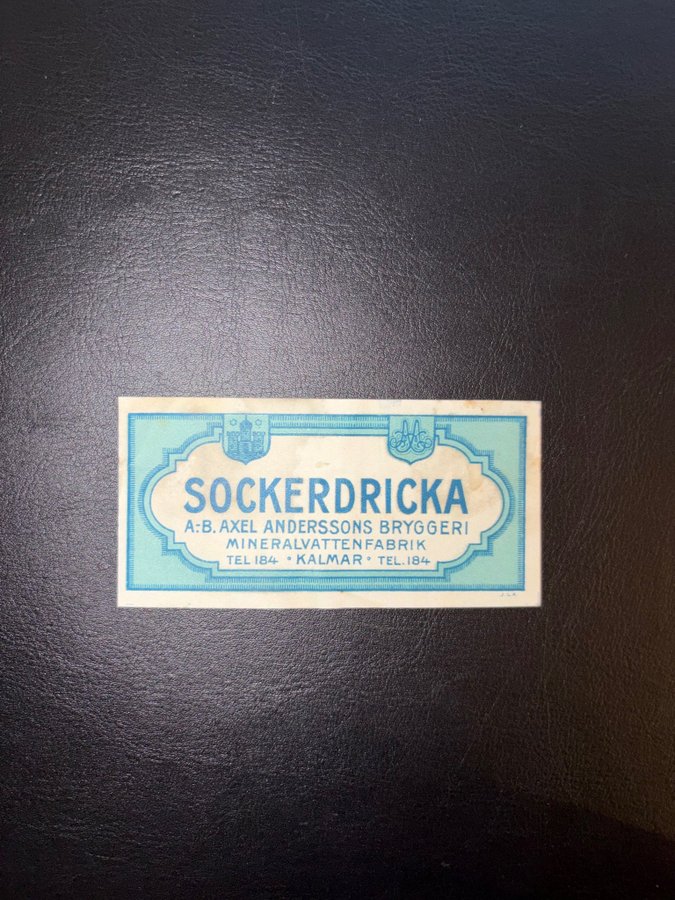 SOCKERDRICKA
A.-B. AXEL ANDERSSONS BRYGGERI
MINERALVATTENFABRIK
TEL 184 ∘ KALMAR ∘ TEL. 184